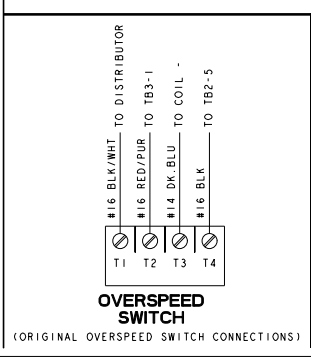 #16 BLK/WHT TO DISTRIBUTOR
#16 RED/PUR TO TB3-1
#14 DK.BLU TO COIL -
#16 BLK TO TB2-5
T1 T2 T3 T4
OVERSPEED
SWITCH
(ORIGINAL OVERSPEED SWITCH CONNECTIONS)